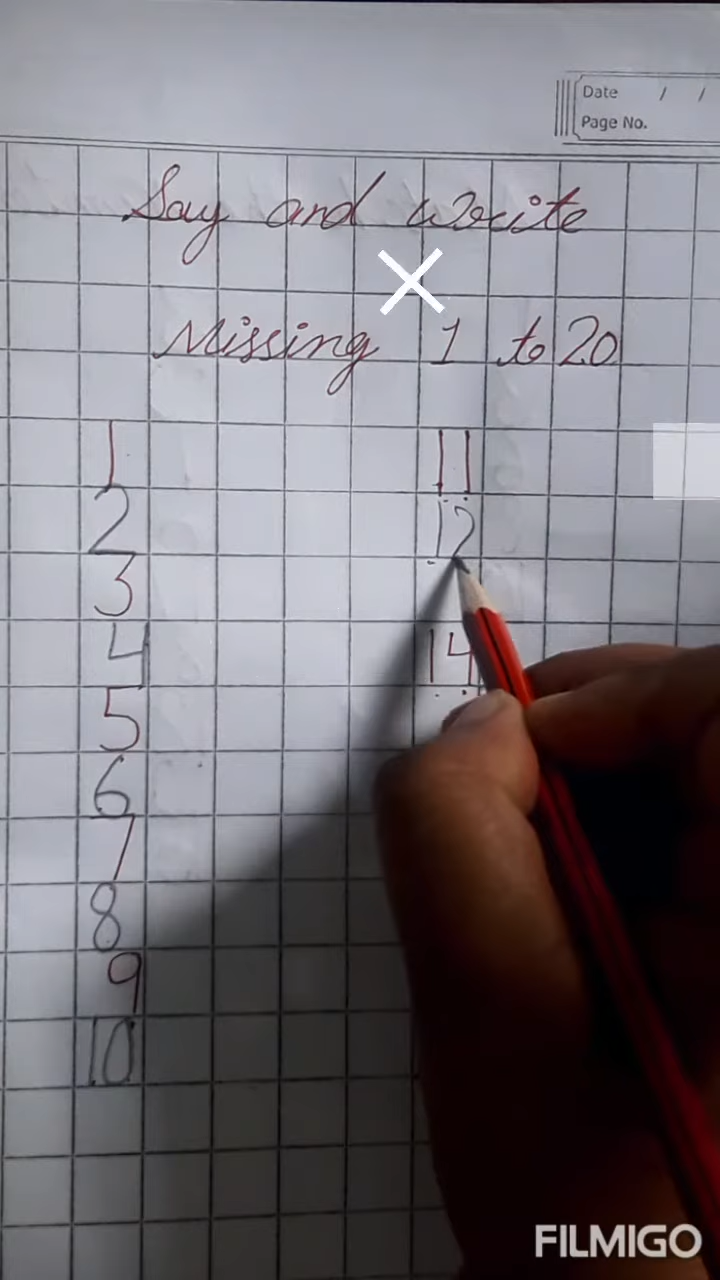 Date / /
Page No.
Say and Write
Missing 1 to 20
1 11
2 12
3
4 14
5
6
7
8
9
10
FILMIGO